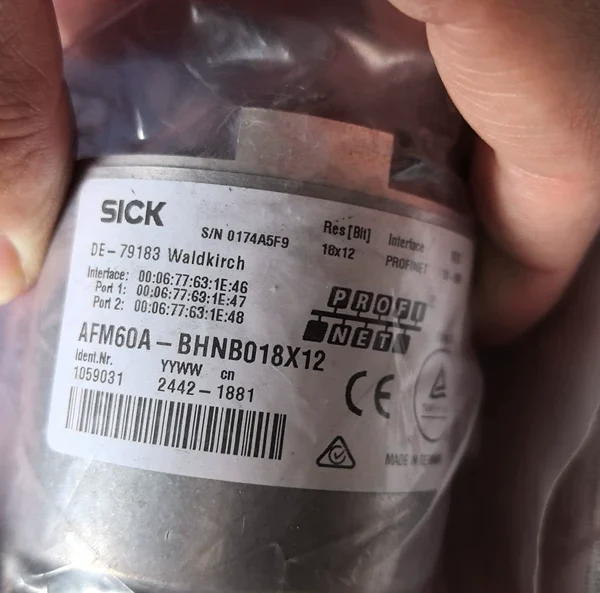 SICK
S/N 0174A5F9
DE-79183 Waldkirch
Interface: 00:06:77:63:1E:46
Port 1: 00:06:77:63:1E:47
Port 2: 00:06:77:63:1E:48
Res [Bit]
18x12
Interface
PROFINET
PROFI
NET
AFM60A-BHNB018X12
Ident.Nr.
1059031
YYWW cn
2442-1881
CE
MADE IN